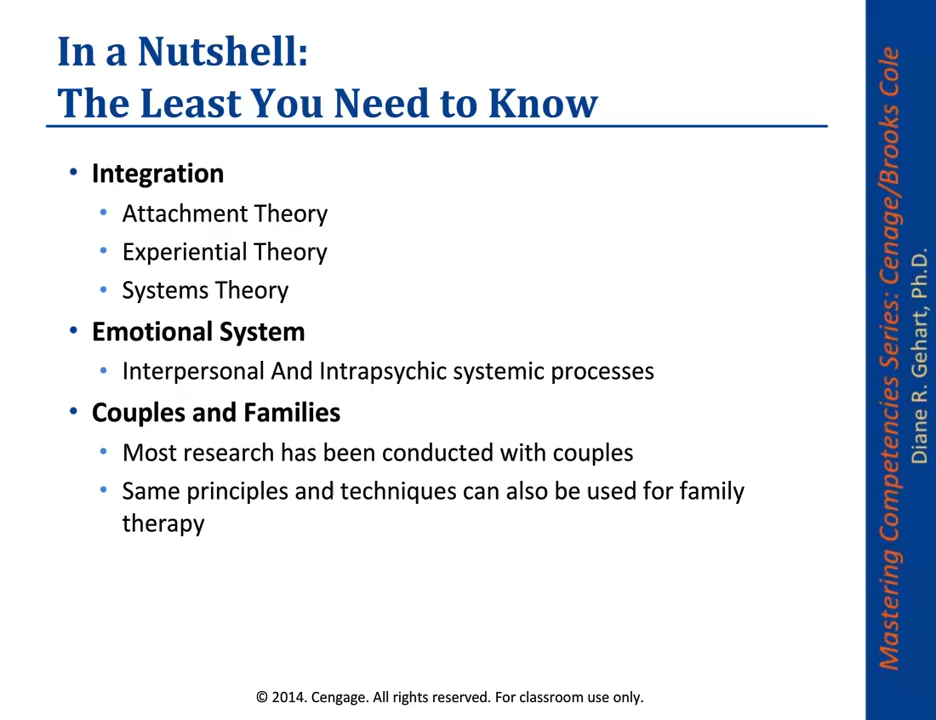 In a Nutshell:
The Least You Need to Know
• Integration
• Attachment Theory
• Experiential Theory
• Systems Theory
• Emotional System
• Interpersonal And Intrapsychic systemic processes
• Couples and Families
• Most research has been conducted with couples
• Same principles and techniques can also be used for family
therapy
© 2014. Cengage. All rights reserved. For classroom use only.
Mastering Competencies Series: Cenage/Brooks Cole
Diane R. Gehart, Ph.D.